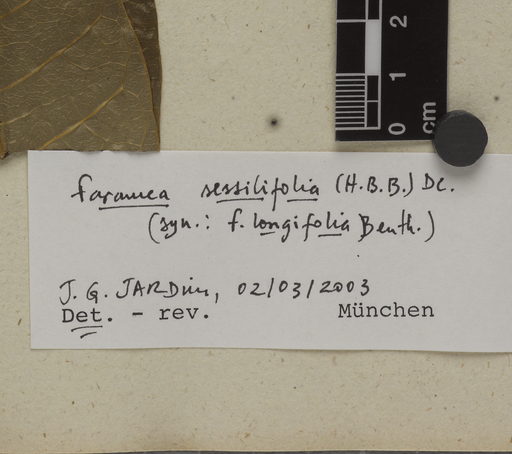 2
1
0
cm
faramea sessilifolia (H.B.B.) DC.
(syn.: f. longifolia Benth.)
J. G. JARDim, 02/03/2003
Det. - rev. München